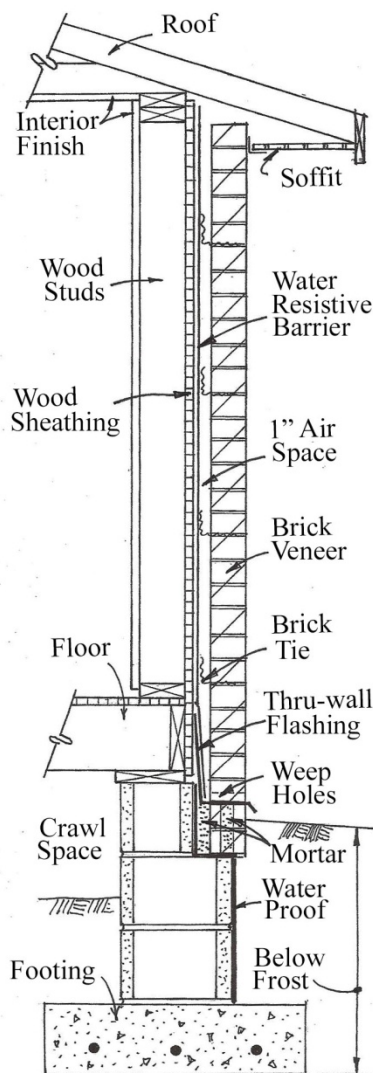 Roof
Interior
Finish
Soffit
Wood
Studs
Water
Resistive
Barrier
Wood
Sheathing
1” Air
Space
Brick
Veneer
Brick
Tie
Floor
Thru-wall
Flashing
Weep
Holes
Crawl
Space
Mortar
Water
Proof
Below
Frost
Footing